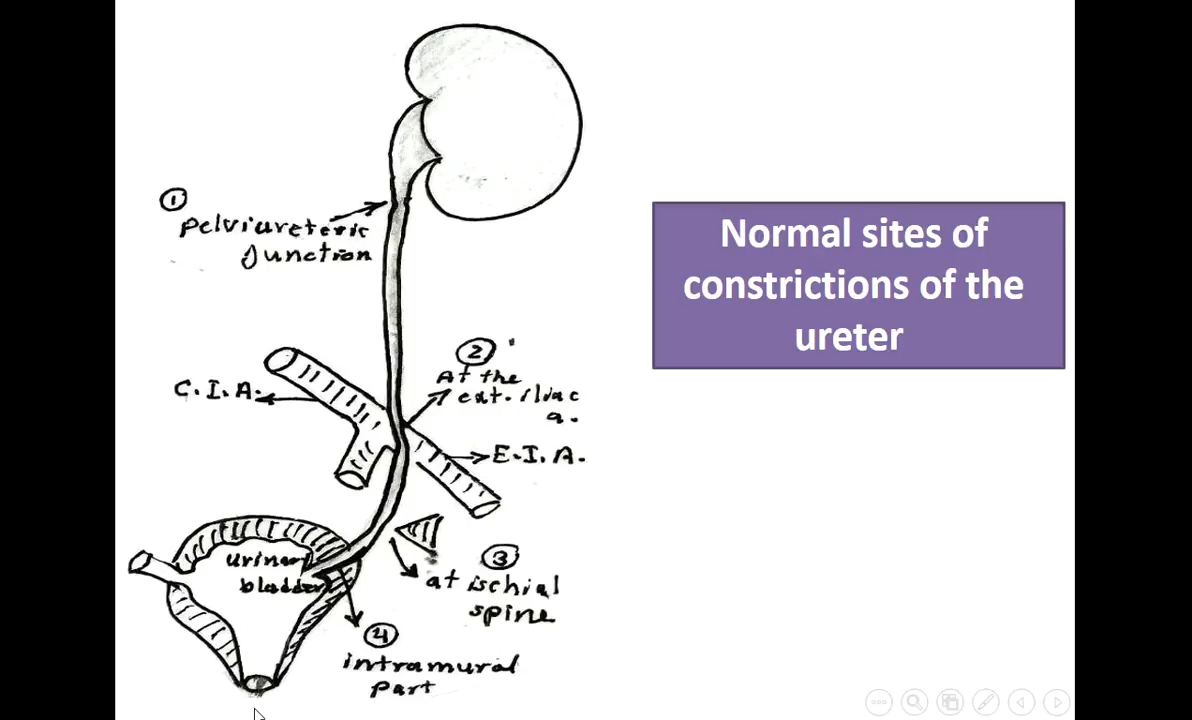 ①
Pelviureteric
Junction
Normal sites of
constrictions of the
ureter
②
At the
ext. iliac
a.
C.I.A.
E.I.A.
urinary
bladder
③
at ischial
spine
④
intramural
part